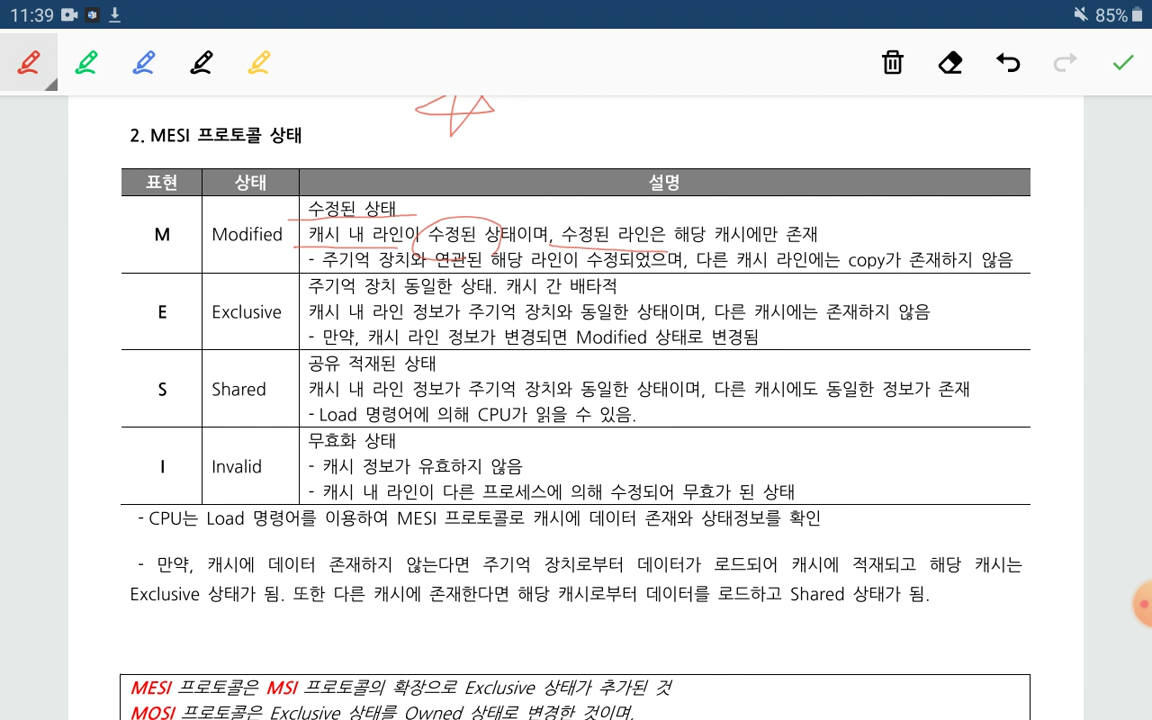 11:39
85%
2. MESI 프로토콜 상태
표현 상태 설명
수정된 상태
M Modified 캐시 내 라인이 수정된 상태이며, 수정된 라인은 해당 캐시에만 존재
- 주기억 장치와 연관된 해당 라인이 수정되었으며, 다른 캐시 라인에는 copy가 존재하지 않음
주기억 장치 동일한 상태. 캐시 간 배타적
E Exclusive 캐시 내 라인 정보가 주기억 장치와 동일한 상태이며, 다른 캐시에는 존재하지 않음
- 만약, 캐시 라인 정보가 변경되면 Modified 상태로 변경됨
공유 적재된 상태
S Shared 캐시 내 라인 정보가 주기억 장치와 동일한 상태이며, 다른 캐시에도 동일한 정보가 존재
- Load 명령어에 의해 CPU가 읽을 수 있음.
무효화 상태
I Invalid - 캐시 정보가 유효하지 않음
- 캐시 내 라인이 다른 프로세스에 의해 수정되어 무효가 된 상태
- CPU는 Load 명령어를 이용하여 MESI 프로토콜로 캐시에 데이터 존재와 상태정보를 확인
- 만약, 캐시에 데이터 존재하지 않는다면 주기억 장치로부터 데이터가 로드되어 캐시에 적재되고 해당 캐시는
Exclusive 상태가 됨. 또한 다른 캐시에 존재한다면 해당 캐시로부터 데이터를 로드하고 Shared 상태가 됨.
MESI 프로토콜은 MSI 프로토콜의 확장으로 Exclusive 상태가 추가된 것
MOSI 프로토콜은 Exclusive 상태를 Owned 상태로 변경한 것이며,